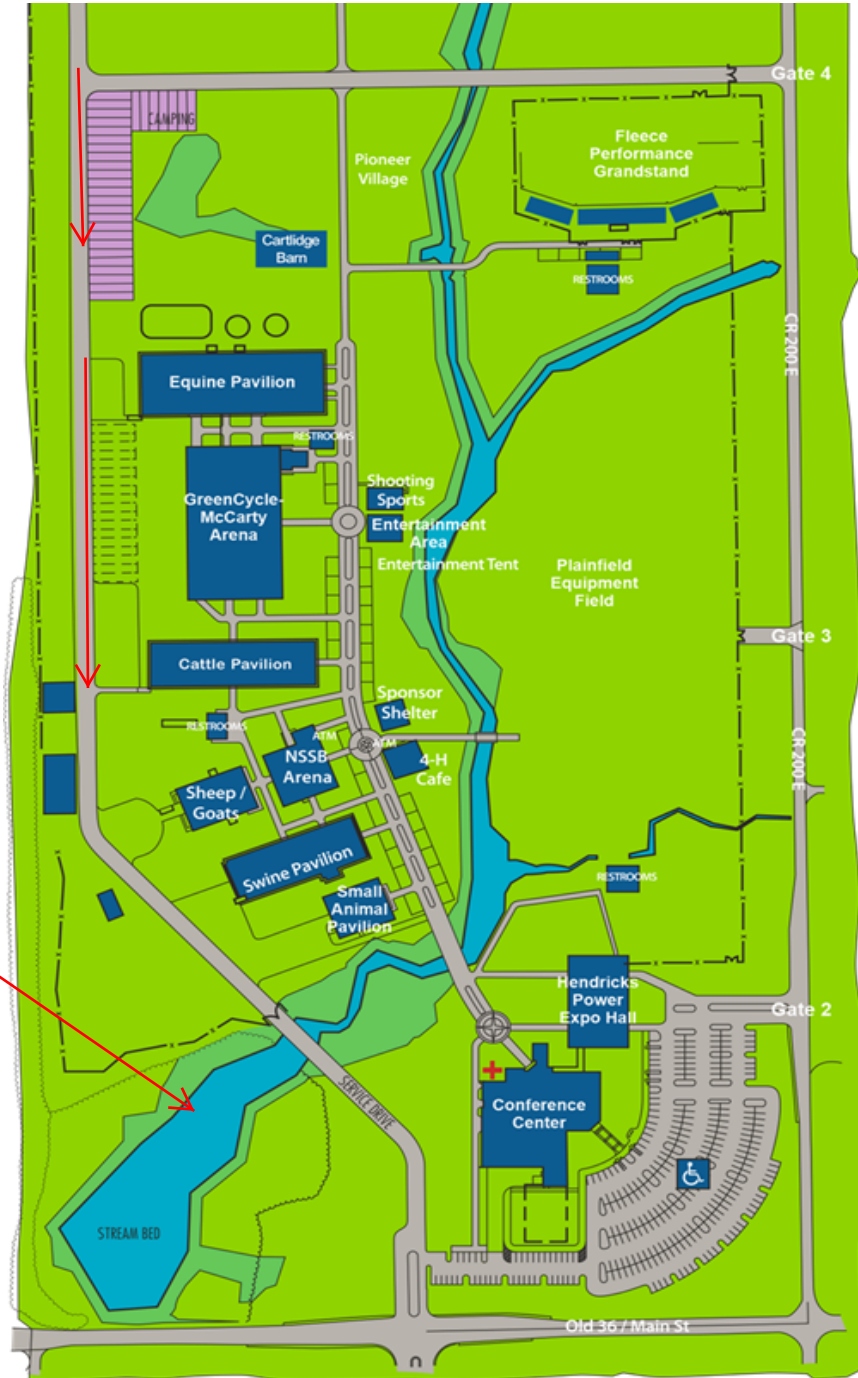 Gate 4
CAMPING
Fleece
Performance
Grandstand
Pioneer
Village
Cartlidge
Barn
RESTROOMS
CR 200 E
Equine Pavilion
RESTROOMS
GreenCycle-
McCarty
Arena
Shooting
Sports
Entertainment
Area
Entertainment Tent
Plainfield
Equipment
Field
Gate 3
Cattle Pavilion
Sponsor
Shelter
RESTROOMS
ATM
ATM
NSSB
Arena
4-H
Cafe
CR 200 E
Sheep /
Goats
Swine Pavilion
RESTROOMS
Small
Animal
Pavilion
Hendricks
Power
Expo Hall
Gate 2
SERVICE DRIVE
Conference
Center
STREAM BED
Old 36 / Main St